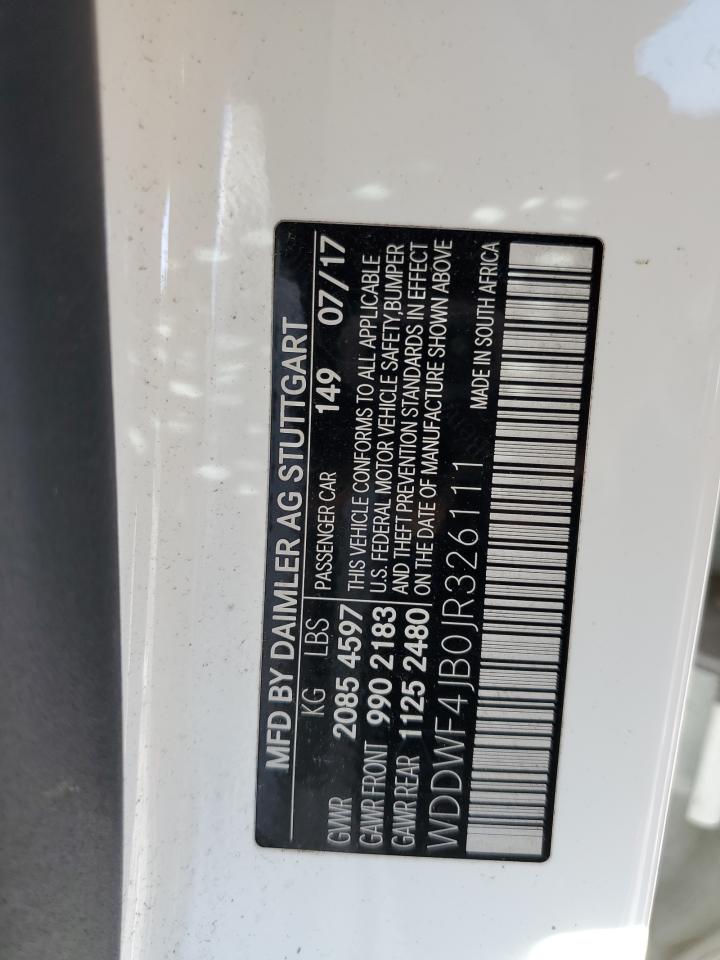 MFD BY DAIMLER AG STUTTGART
KG LBS PASSENGER CAR 149 07/17
GVWR 2085 4597 THIS VEHICLE CONFORMS TO ALL APPLICABLE
GAWR FRONT 990 2183 U.S. FEDERAL MOTOR VEHICLE SAFETY,BUMPER
GAWR REAR 1125 2480 AND THEFT PREVENTION STANDARDS IN EFFECT
ON THE DATE OF MANUFACTURE SHOWN ABOVE
WDDWF4JB0JR326111
MADE IN SOUTH AFRICA